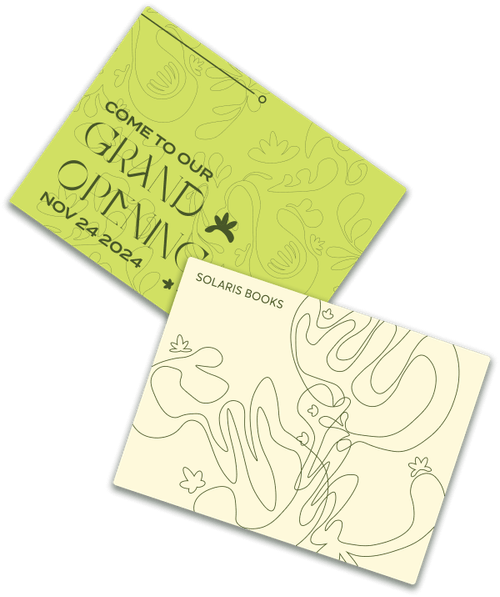 COME TO OUR
GRAND
OPENING
NOV 24 2024
SOLARIS BOOKS